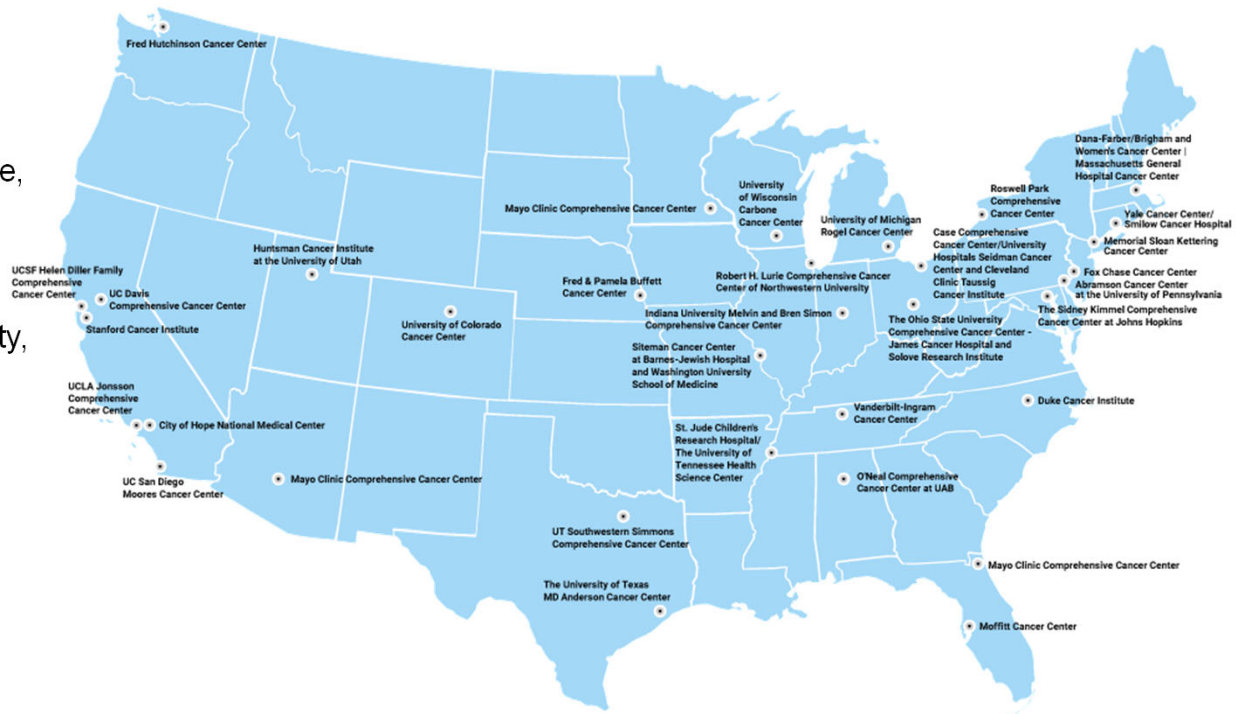 e,
ty,
Fred Hutchinson Cancer Center
Dana-Farber/Brigham and
Women's Cancer Center |
Massachusetts General
Hospital Cancer Center
Roswell Park
Comprehensive
Cancer Center
Yale Cancer Center/
Smilow Cancer Hospital
Memorial Sloan Kettering
Cancer Center
Mayo Clinic Comprehensive Cancer Center
University
of Wisconsin
Carbone
Cancer Center
University of Michigan
Rogel Cancer Center
Case Comprehensive
Cancer Center/University
Hospitals Seidman Cancer
Center and Cleveland
Clinic Taussig
Cancer Institute
Fox Chase Cancer Center
Abramson Cancer Center
at the University of Pennsylvania
The Sidney Kimmel Comprehensive
Cancer Center at Johns Hopkins
Huntsman Cancer Institute
at the University of Utah
UCSF Helen Diller Family
Comprehensive
Cancer Center
UC Davis
Comprehensive Cancer Center
Stanford Cancer Institute
University of Colorado
Cancer Center
Fred & Pamela Buffett
Cancer Center
Robert H. Lurie Comprehensive Cancer
Center of Northwestern University
Indiana University Melvin and Bren Simon
Comprehensive Cancer Center
The Ohio State University
Comprehensive Cancer Center -
James Cancer Hospital and
Solove Research Institute
Siteman Cancer Center
at Barnes-Jewish Hospital
and Washington University
School of Medicine
UCLA Jonsson
Comprehensive
Cancer Center
City of Hope National Medical Center
UC San Diego
Moores Cancer Center
Mayo Clinic Comprehensive Cancer Center
St. Jude Children's
Research Hospital/
The University of
Tennessee Health
Science Center
Vanderbilt-Ingram
Cancer Center
Duke Cancer Institute
O'Neal Comprehensive
Cancer Center at UAB
UT Southwestern Simmons
Comprehensive Cancer Center
The University of Texas
MD Anderson Cancer Center
Mayo Clinic Comprehensive Cancer Center
Moffitt Cancer Center